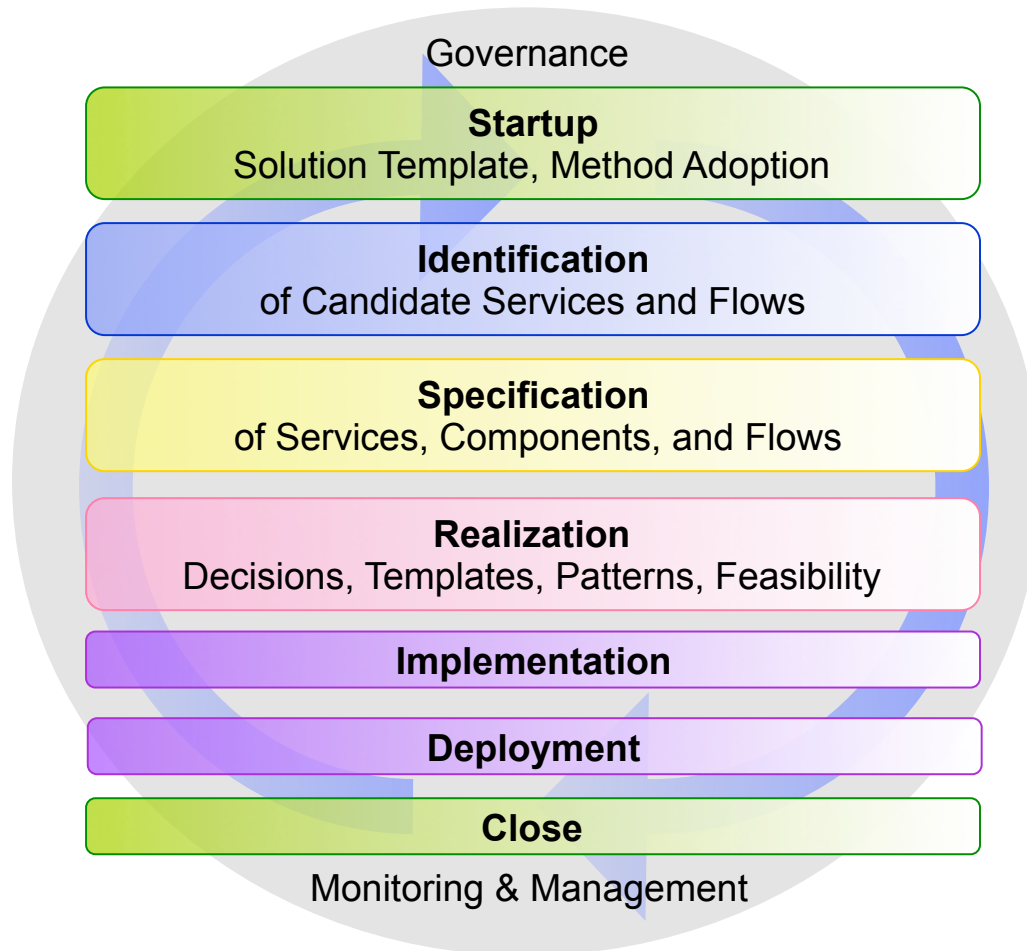 Governance
Startup
Solution Template, Method Adoption
Identification
of Candidate Services and Flows
Specification
of Services, Components, and Flows
Realization
Decisions, Templates, Patterns, Feasibility
Implementation
Deployment
Close
Monitoring & Management